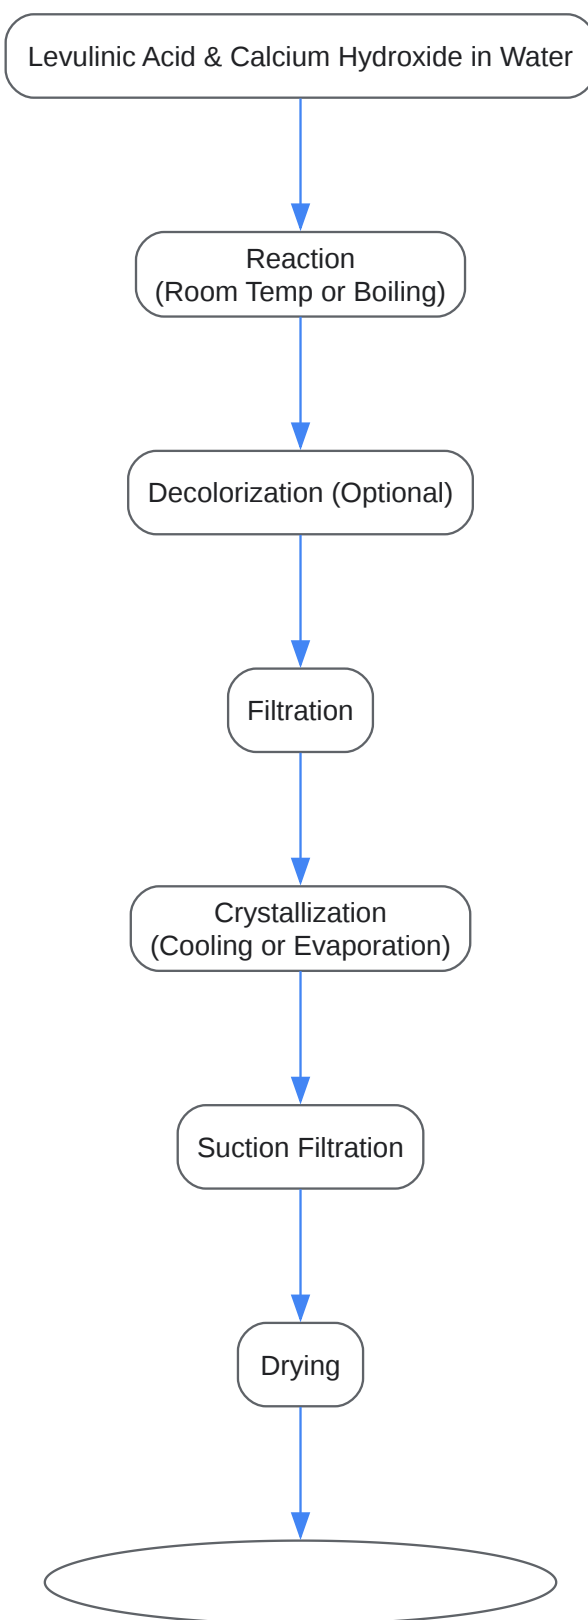 Levulinic Acid & Calcium Hydroxide in Water
Reaction
(Room Temp or Boiling)
Decolorization (Optional)
Filtration
Crystallization
(Cooling or Evaporation)
Suction Filtration
Drying